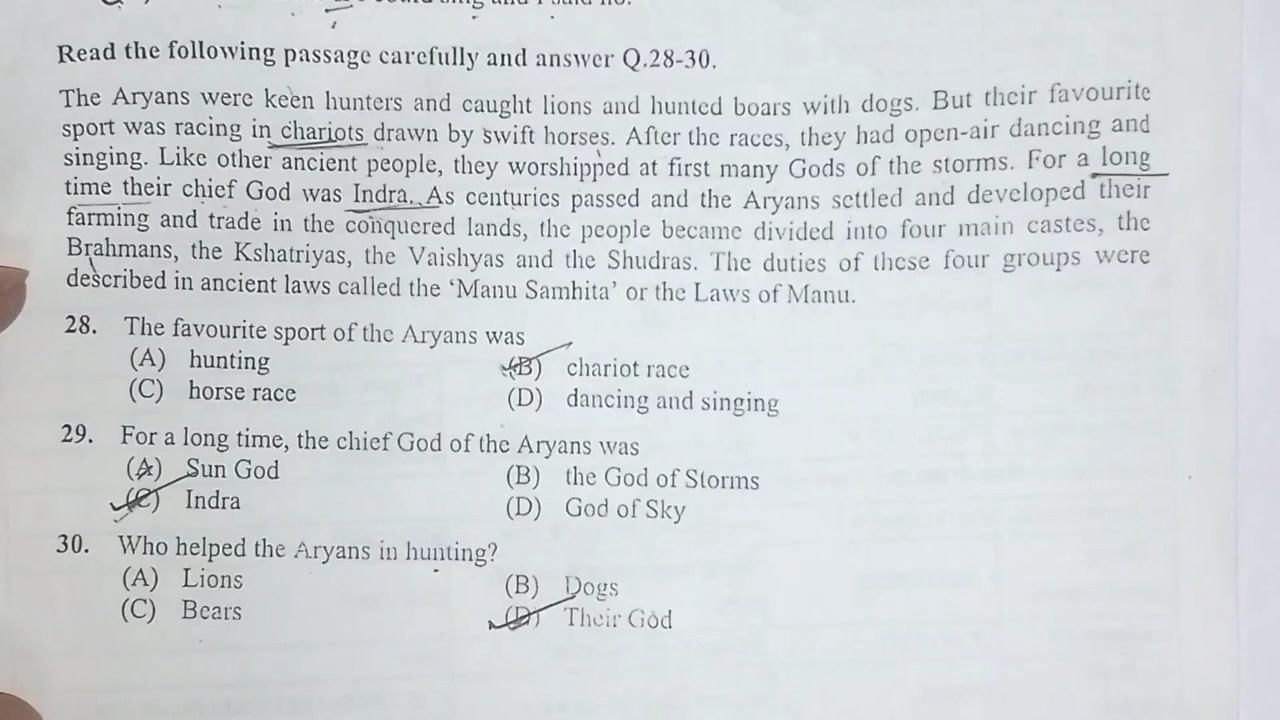 Read the following passage carefully and answer Q.28-30.
The Aryans were keen hunters and caught lions and hunted boars with dogs. But their favourite
sport was racing in chariots drawn by swift horses. After the races, they had open-air dancing and
singing. Like other ancient people, they worshipped at first many Gods of the storms. For a long
time their chief God was Indra. As centuries passed and the Aryans settled and developed their
farming and trade in the conquered lands, the people became divided into four main castes, the
Brahmans, the Kshatriyas, the Vaishyas and the Shudras. The duties of these four groups were
described in ancient laws called the ‘Manu Samhita’ or the Laws of Manu.
28. The favourite sport of the Aryans was
(A) hunting (B) chariot race
(C) horse race (D) dancing and singing
29. For a long time, the chief God of the Aryans was
(A) Sun God (B) the God of Storms
(C) Indra (D) God of Sky
30. Who helped the Aryans in hunting?
(A) Lions (B) Dogs
(C) Bears (D) Their God